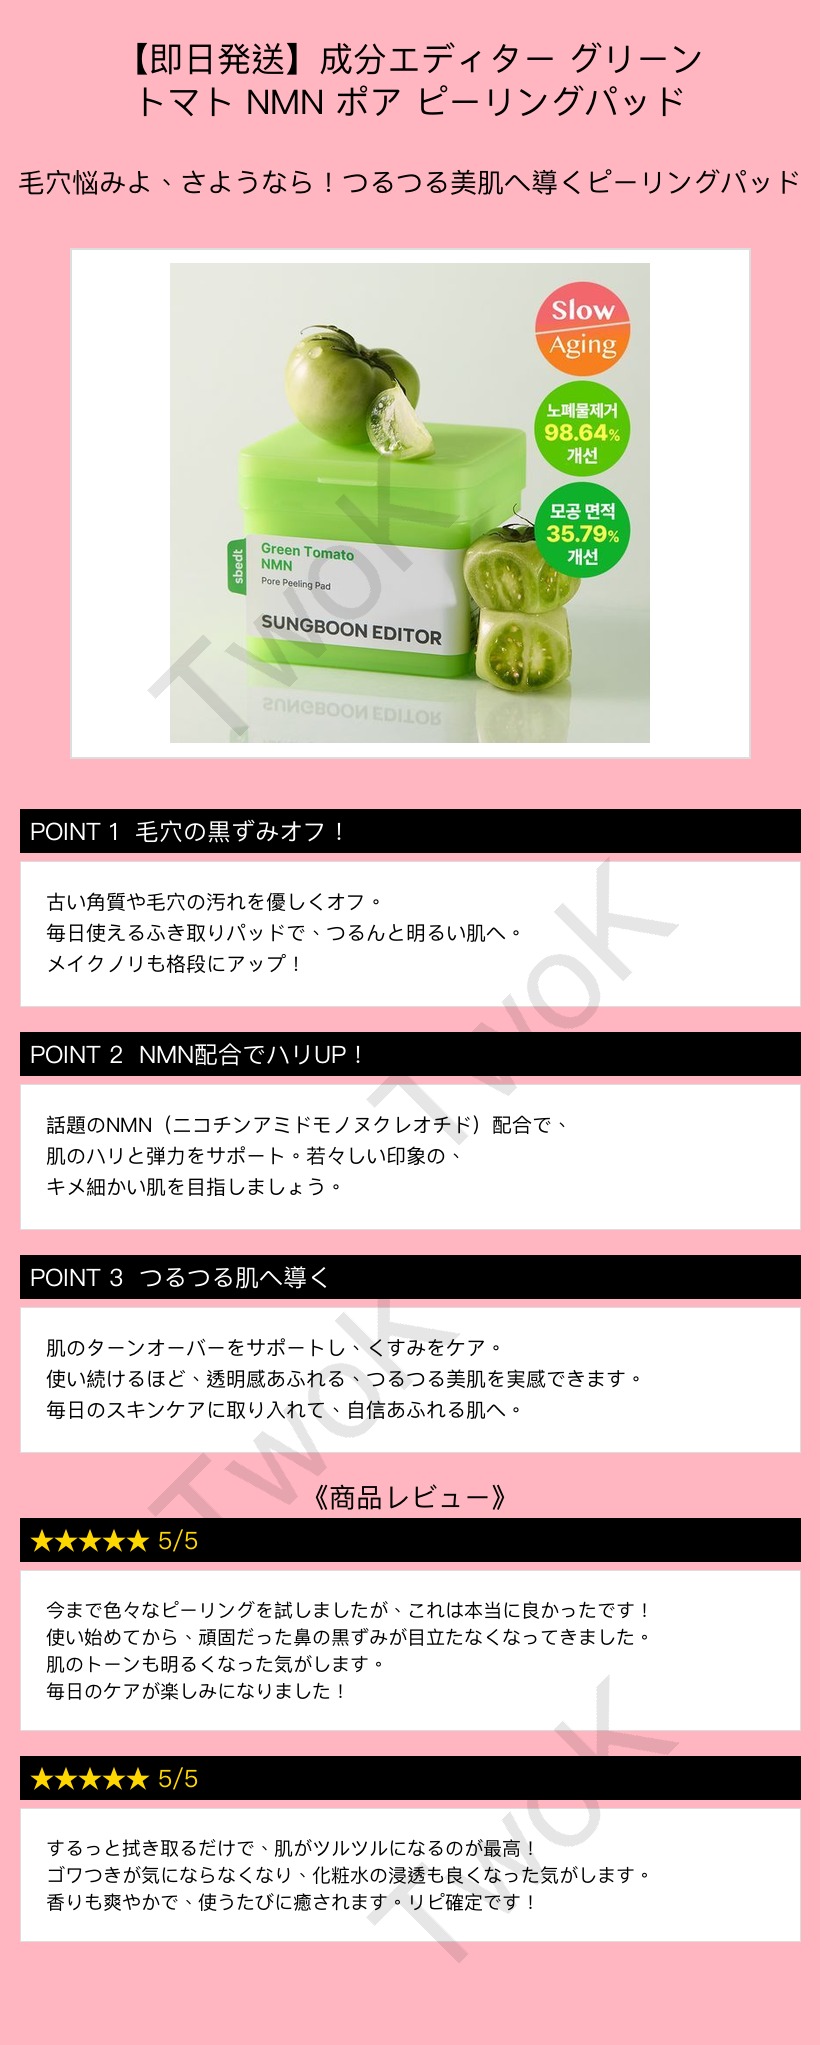 【即日発送】成分エディター グリーン
トマト NMN ポア ピーリングパッド
毛穴悩みよ、さようなら！つるつる美肌へ導くピーリングパッド
Slow
Aging
노폐물제거
98.64%
개선
모공 면적
35.79%
개선
sbedt
Green Tomato
NMN
Pore Peeling Pad
SUNGBOON EDITOR
SUNGBOON EDITOR
TwoK
POINT 1 毛穴の黒ずみオフ！
古い角質や毛穴の汚れを優しくオフ。
毎日使えるふき取りパッドで、つるんと明るい肌へ。
メイクノリも格段にアップ！
TwoK
POINT 2 NMN配合でハリUP！
話題のNMN（ニコチンアミドモノヌクレオチド）配合で、
肌のハリと弾力をサポート。若々しい印象の、
キメ細かい肌を目指しましょう。
POINT 3 つるつる肌へ導く
肌のターンオーバーをサポートし、くすみをケア。
使い続けるほど、透明感あふれる、つるつる美肌を実感できます。
毎日のスキンケアに取り入れて、自信あふれる肌へ。
TwoK
《商品レビュー》
★★★★★ 5/5
今まで色々なピーリングを試しましたが、これは本当に良かったです！
使い始めてから、頑固だった鼻の黒ずみが目立たなくなってきました。
肌のトーンも明るくなった気がします。
毎日のケアが楽しみになりました！
★★★★★ 5/5
するっと拭き取るだけで、肌がツルツルになるのが最高！
ゴワつきが気にならなくなり、化粧水の浸透も良くなった気がします。
香りも爽やかで、使うたびに癒されます。リピ確定です！
TwoK